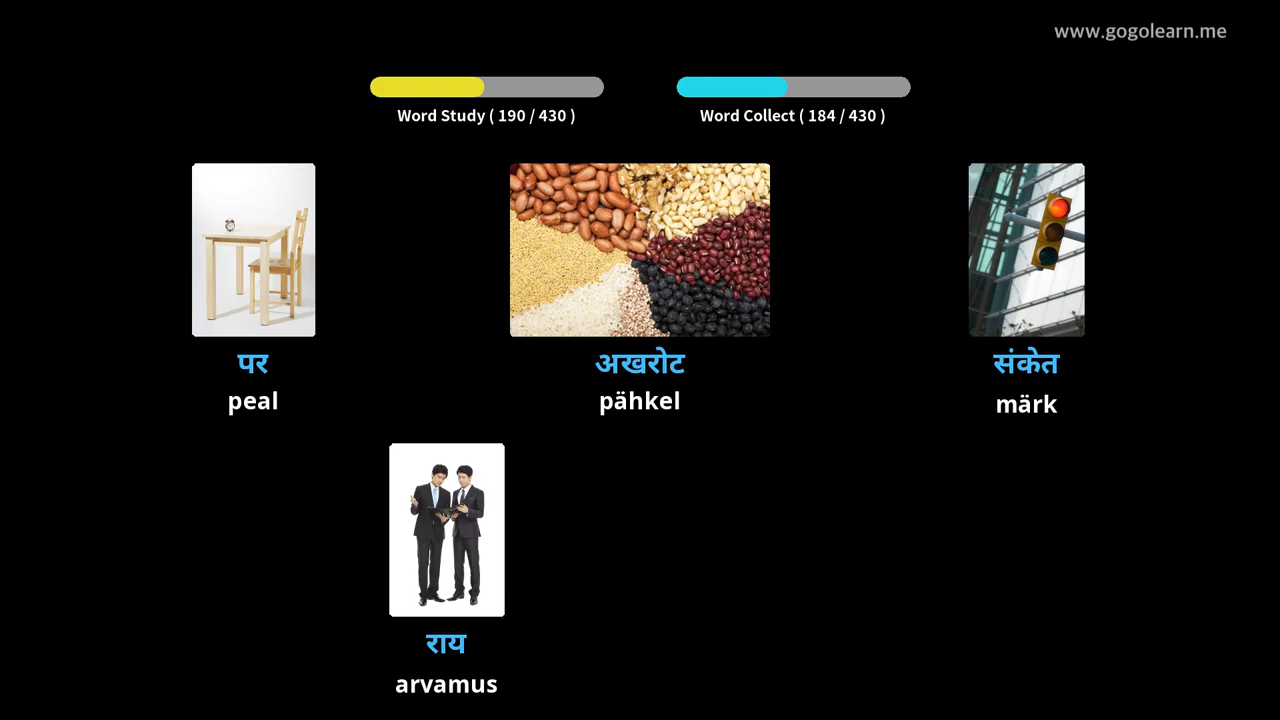 www.gogolearn.me
Word Study ( 190 / 430 )
Word Collect ( 184 / 430 )
पर
peal
अखरोट
pähkel
संकेत
märk
राय
arvamus